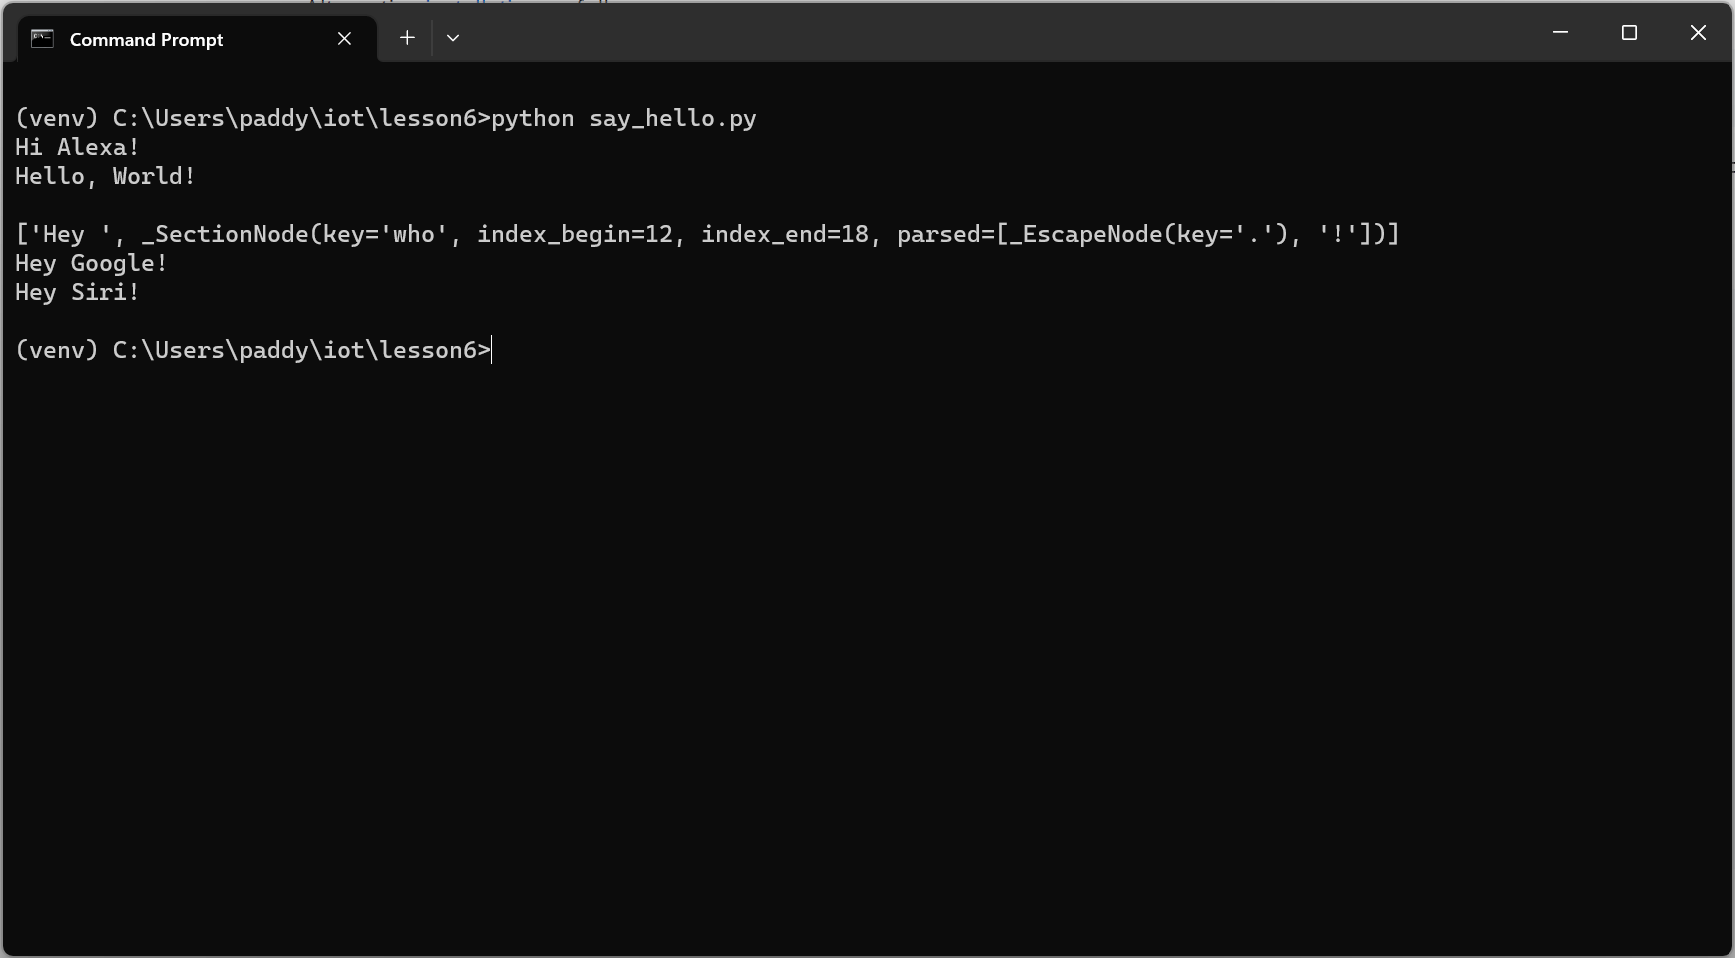 Command Prompt
(venv) C:\Users\paddy\iot\lesson6>python say_hello.py
Hi Alexa!
Hello, World!
['Hey ', _SectionNode(key='who', index_begin=12, index_end=18, parsed=[_EscapeNode(key='.'), '!'])]
Hey Google!
Hey Siri!
(venv) C:\Users\paddy\iot\lesson6>